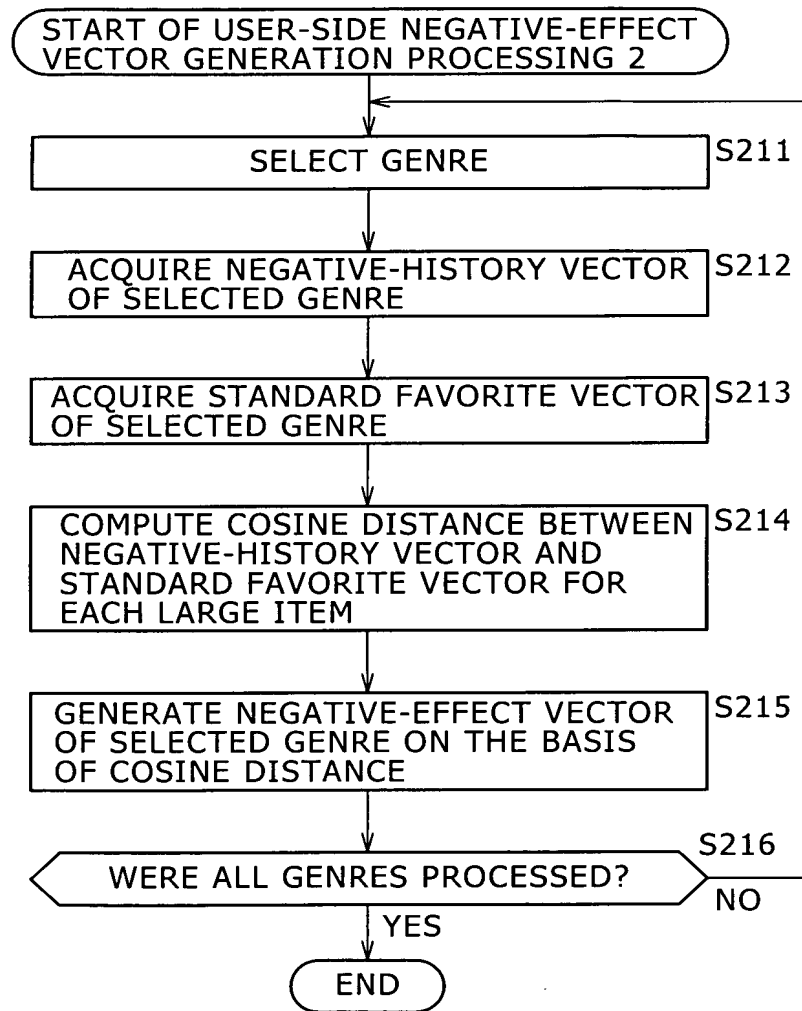 START OF USER-SIDE NEGATIVE-EFFECT
VECTOR GENERATION PROCESSING 2
SELECT GENRE
S211
ACQUIRE NEGATIVE-HISTORY VECTOR
OF SELECTED GENRE
S212
ACQUIRE STANDARD FAVORITE VECTOR
OF SELECTED GENRE
S213
COMPUTE COSINE DISTANCE BETWEEN
NEGATIVE-HISTORY VECTOR AND
STANDARD FAVORITE VECTOR FOR
EACH LARGE ITEM
S214
GENERATE NEGATIVE-EFFECT VECTOR
OF SELECTED GENRE ON THE BASIS
OF COSINE DISTANCE
S215
S216
WERE ALL GENRES PROCESSED?
NO
YES
END